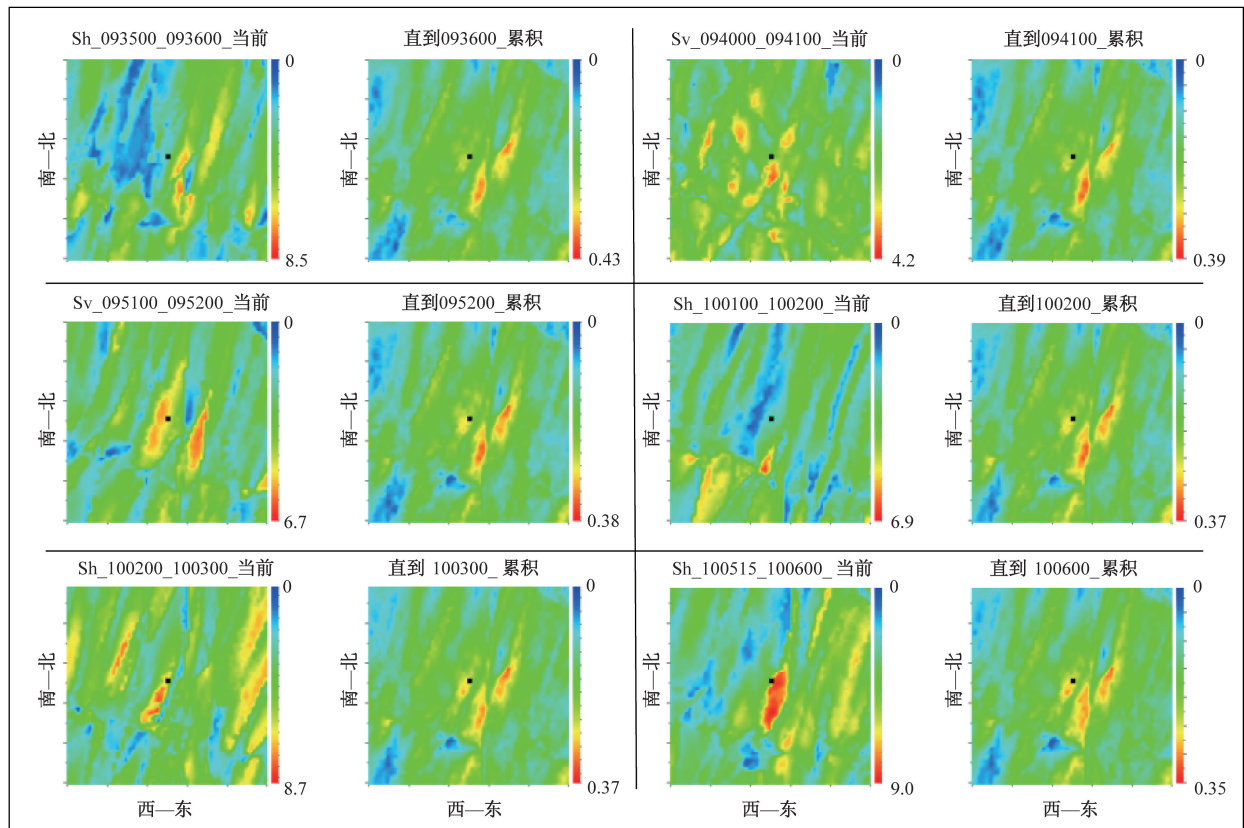 Sh_093500_093600_当前 直到093600_累积 Sv_094000_094100_当前 直到094100_累积
0 0 0 0
南—北 南—北 南—北 南—北
8.5 0.43 4.2 0.39
Sv_095100_095200_当前 直到095200_累积 Sh_100100_100200_当前 直到100200_累积
0 0 0 0
南—北 南—北 南—北 南—北
6.7 0.38 6.9 0.37
Sh_100200_100300_当前 直到 100300_累积 Sh_100515_100600_当前 直到 100600_累积
0 0 0 0
南—北 南—北 南—北 南—北
8.7 0.37 9.0 0.35
西—东 西—东 西—东 西—东